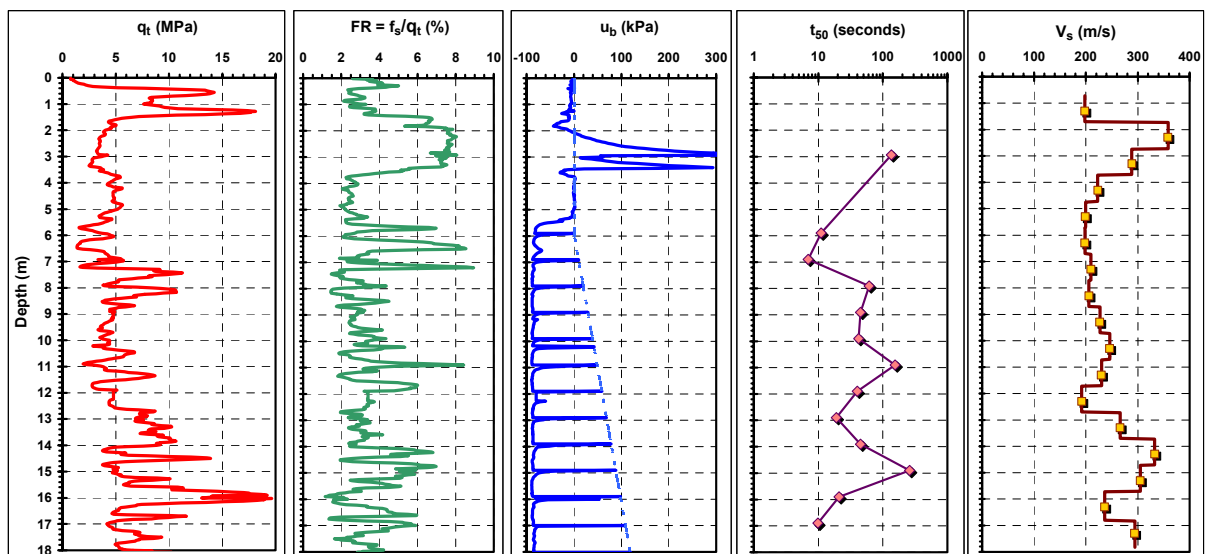 qt (MPa)
0 5 10 15 20
FR = fs/qt (%)
0 2 4 6 8 10
ub (kPa)
-100 0 100 200 300
t50 (seconds)
1 10 100 1000
Vs (m/s)
0 100 200 300 400
Depth (m)
0
1
2
3
4
5
6
7
8
9
10
11
12
13
14
15
16
17
18